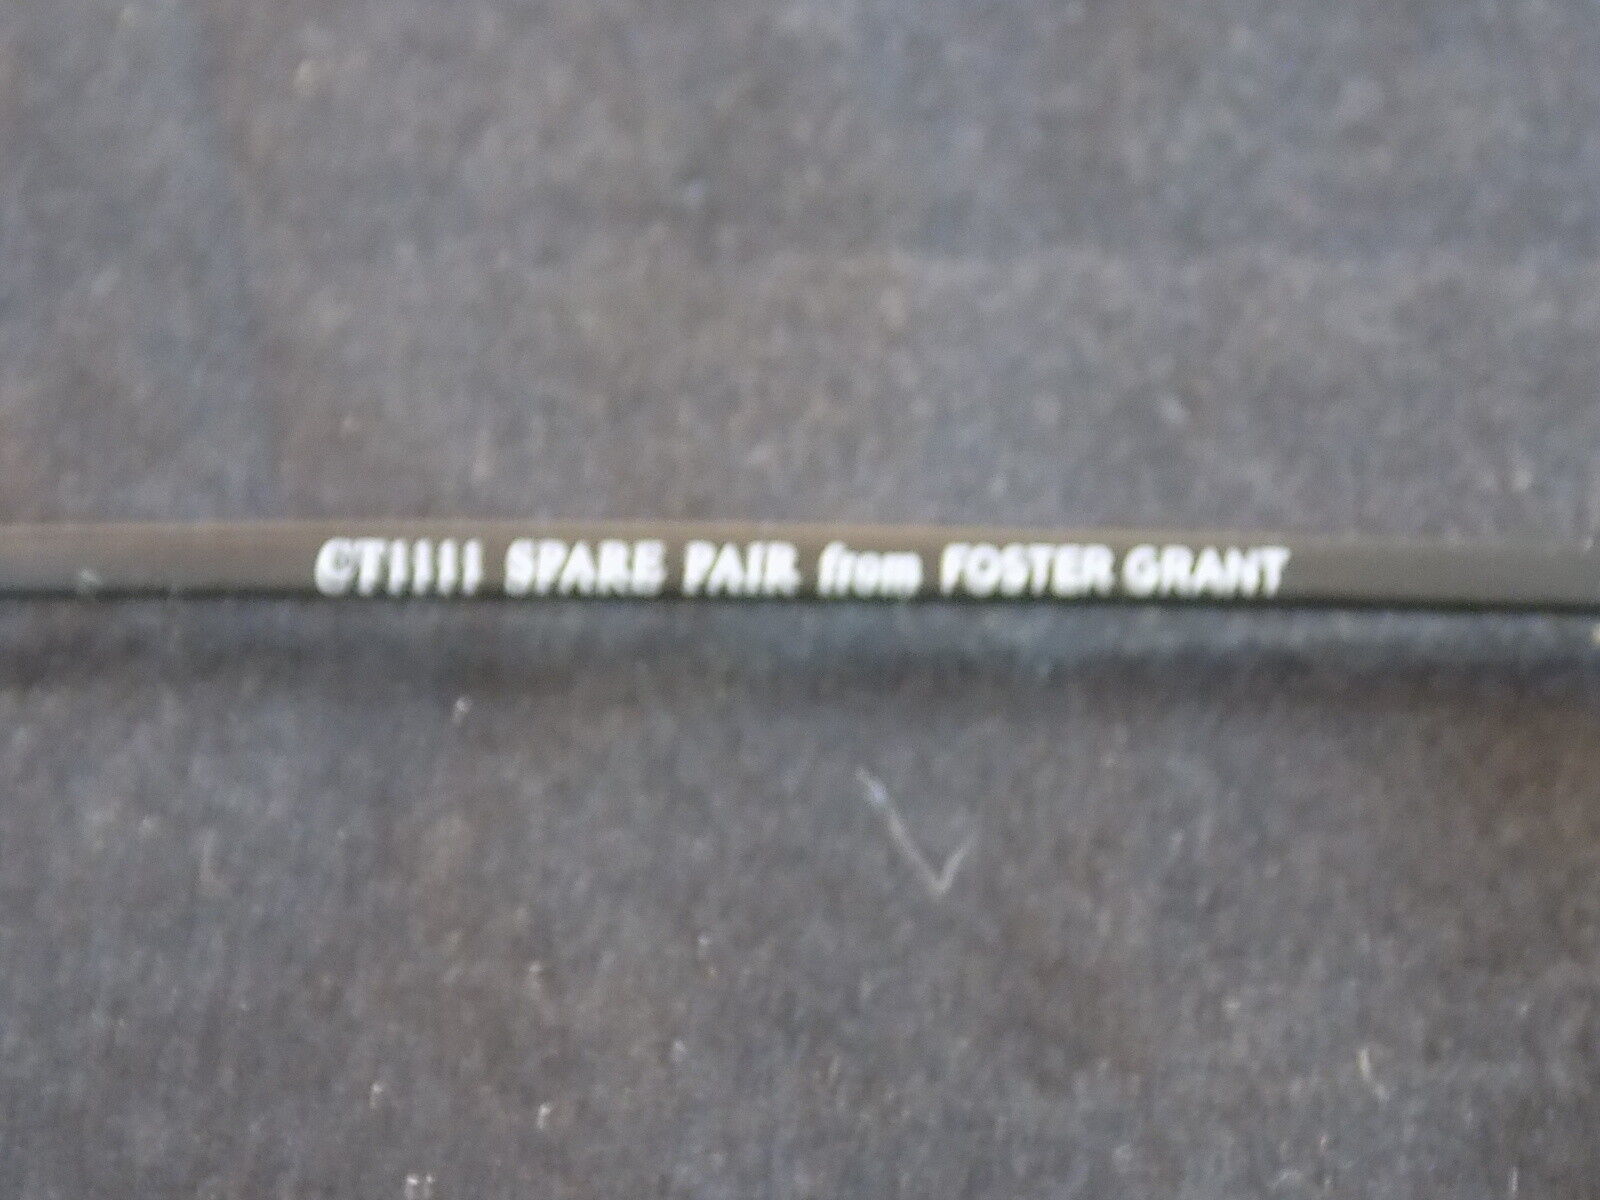 CT1111 SPARE PAIR from FOSTER GRANT